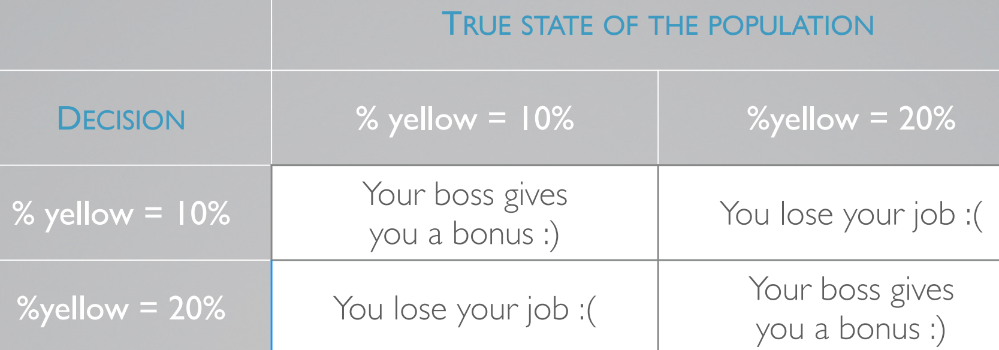 TRUE STATE OF THE POPULATION
DECISION
% yellow = 10%
%yellow = 20%
% yellow = 10%
Your boss gives
you a bonus :)
You lose your job :(
%yellow = 20%
You lose your job :(
Your boss gives
you a bonus :)